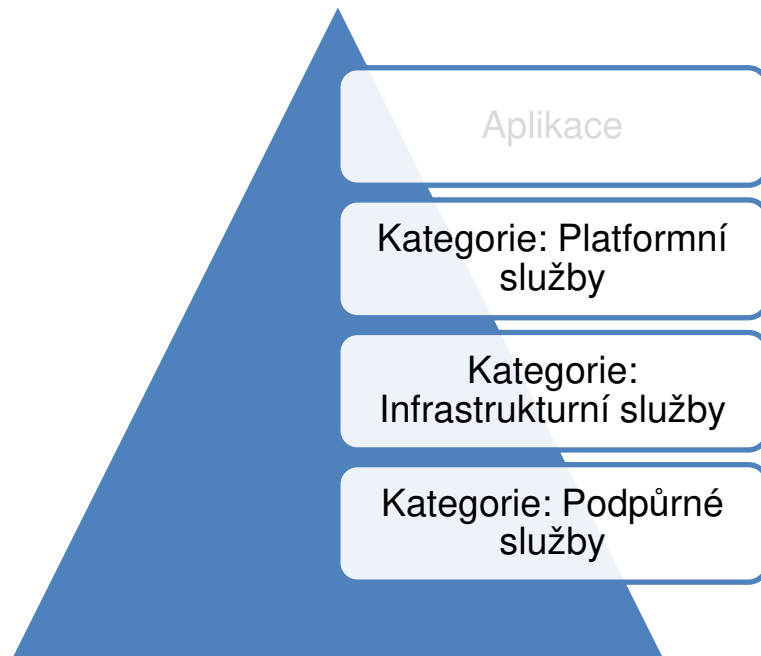 Aplikace
Kategorie: Platformní
služby
Kategorie:
Infrastrukturní služby
Kategorie: Podpůrné
služby